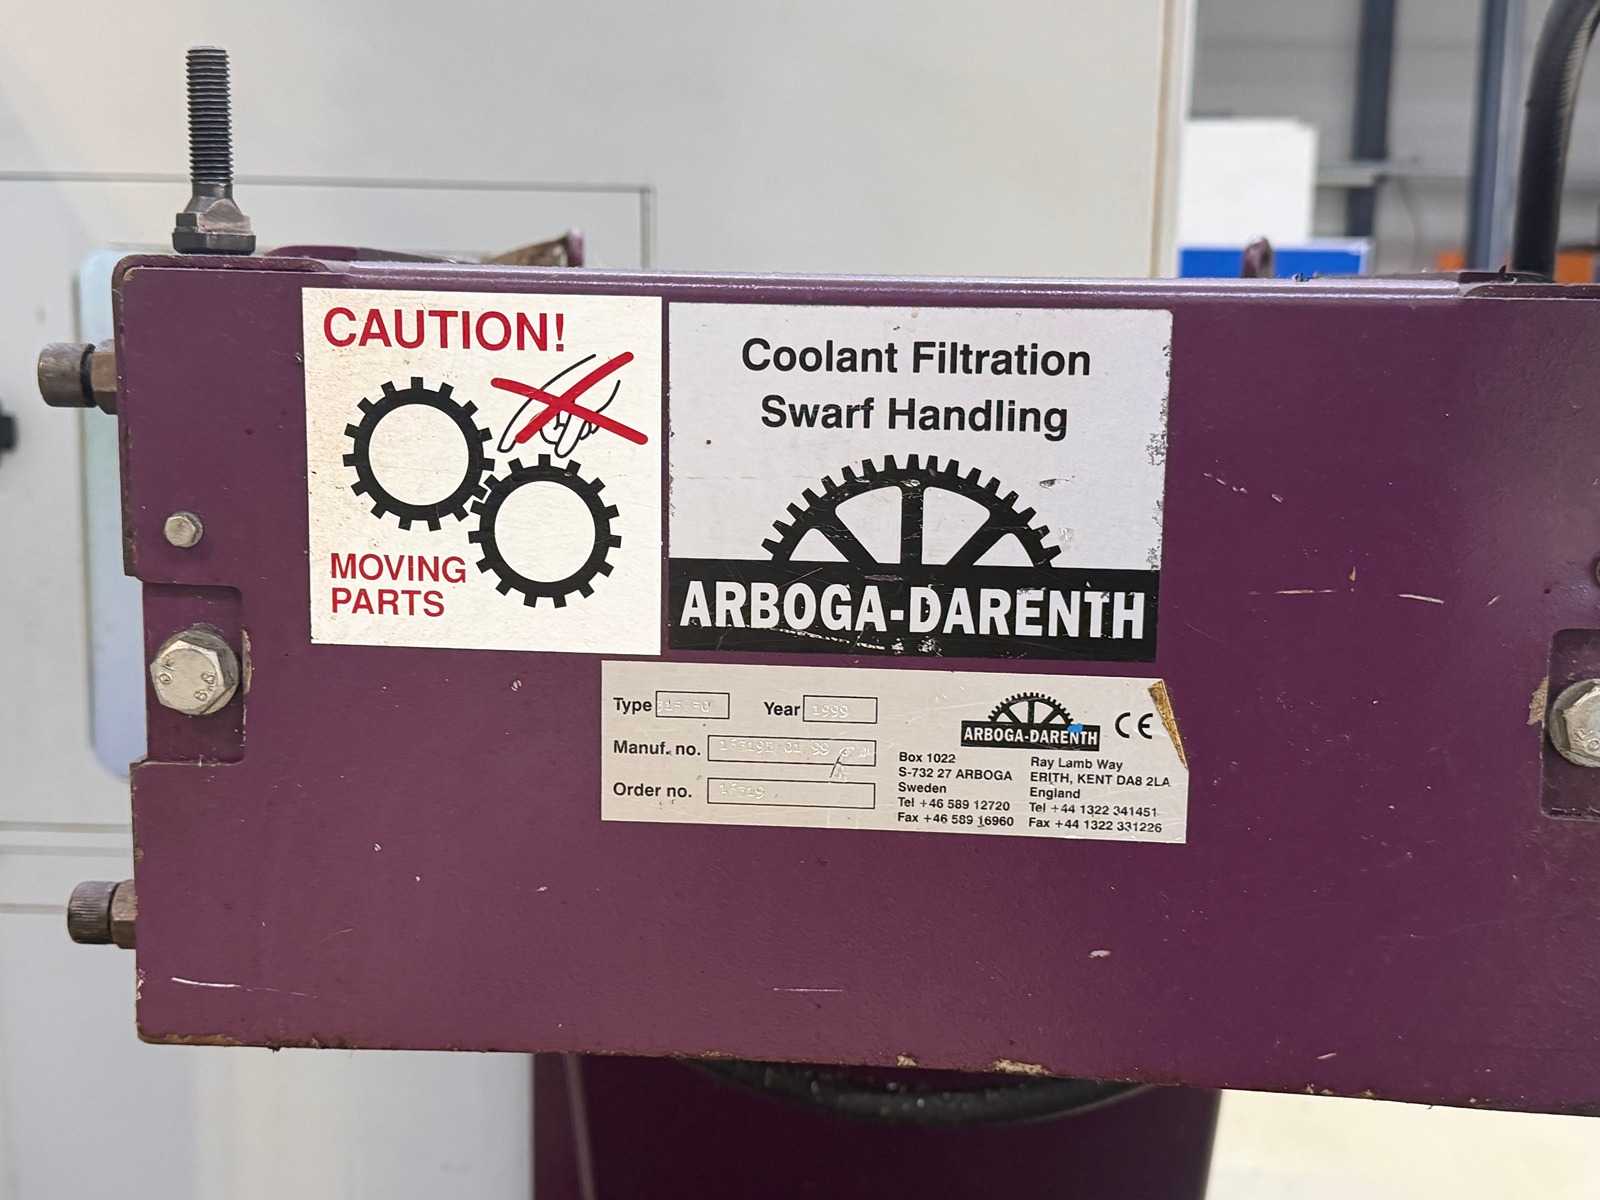 CAUTION!
MOVING
PARTS
Coolant Filtration
Swarf Handling
ARBOGA-DARENTH
Type
Year 1999
Manuf. no.
Order no.
ARBOGA-DARENTH CE
Box 1022
S-732 27 ARBOGA
Sweden
Tel +46 589 12720
Fax +46 589 16960
Ray Lamb Way
ERITH, KENT DA8 2LA
England
Tel +44 1322 341451
Fax +44 1322 331226
8.8